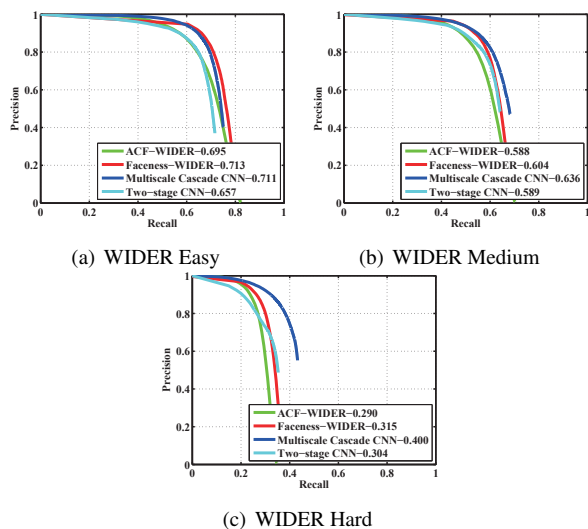 1
0.8
0.6
0.4
0.2
0
Precision
ACF−WIDER−0.695
Faceness−WIDER−0.713
Multiscale Cascade CNN−0.711
Two−stage CNN−0.657
0 0.2 0.4 0.6 0.8 1
Recall
(a) WIDER Easy
1
0.8
0.6
0.4
0.2
0
Precision
ACF−WIDER−0.588
Faceness−WIDER−0.604
Multiscale Cascade CNN−0.636
Two−stage CNN−0.589
0 0.2 0.4 0.6 0.8 1
Recall
(b) WIDER Medium
1
0.8
0.6
0.4
0.2
0
Precision
ACF−WIDER−0.290
Faceness−WIDER−0.315
Multiscale Cascade CNN−0.400
Two−stage CNN−0.304
0 0.2 0.4 0.6 0.8 1
Recall
(c) WIDER Hard